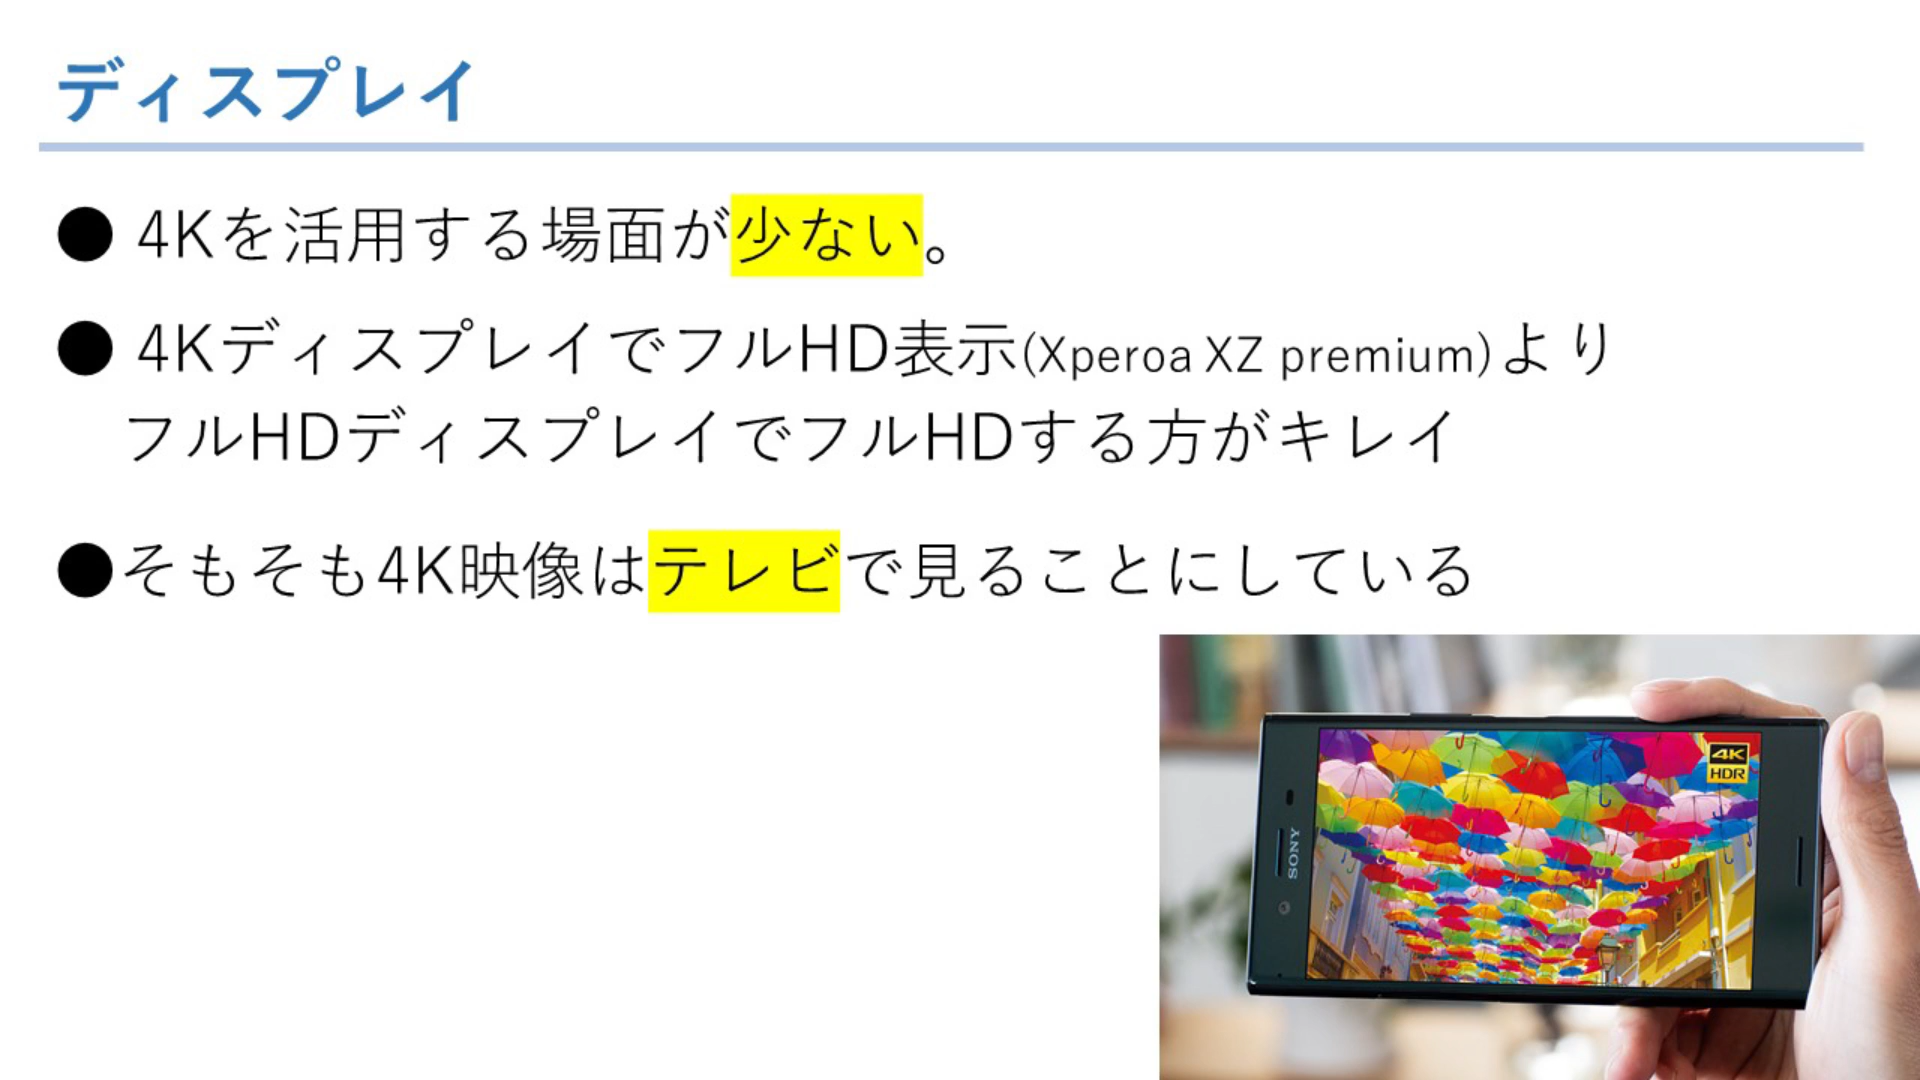 ディスプレイ
● 4Kを活用する場面が少ない。
● 4KディスプレイでフルHD表示(Xperoa XZ premium)より
フルHDディスプレイでフルHDする方がキレイ
●そもそも4K映像はテレビで見ることにしている
4K
HDR
SONY